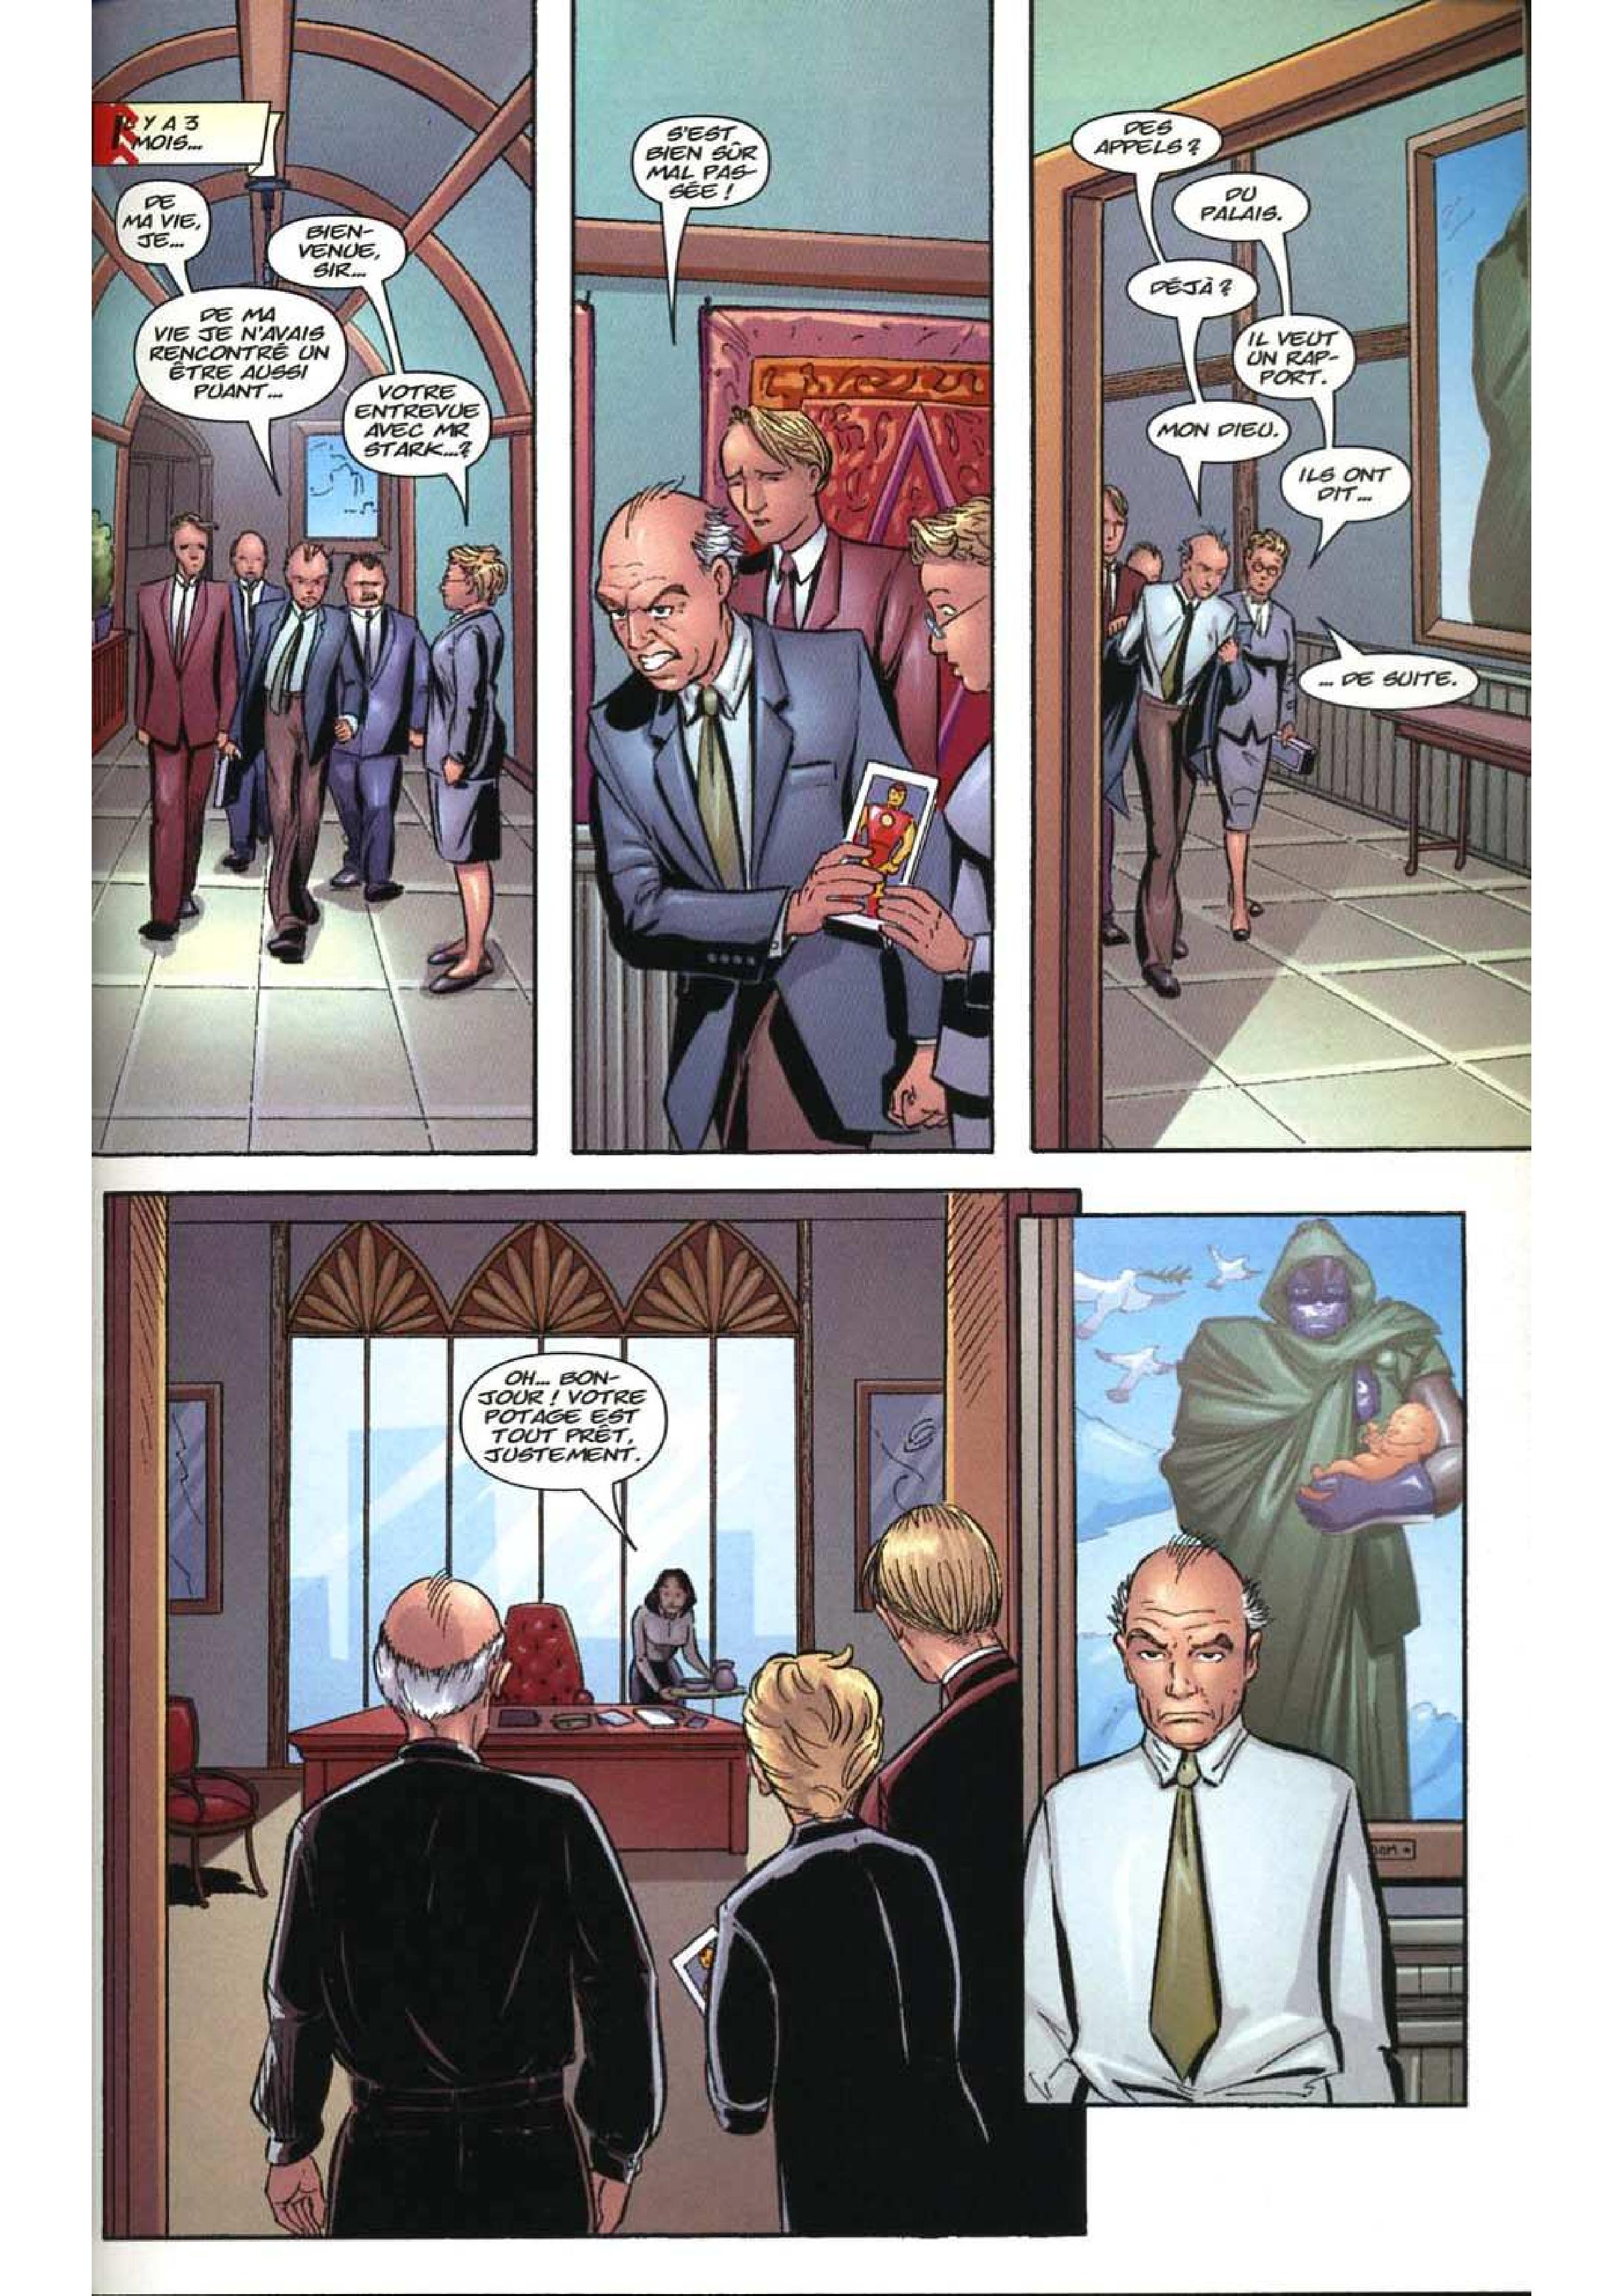 IL Y A 3
MOIS...
DE
MA VIE,
JE...
BIEN-
VENUE,
SIR...
DE MA
VIE JE N'AVAIS
RENCONTRÉ UN
ÊTRE AUSSI
PUANT...
VOTRE
ENTREVUE
AVEC MR
STARK...?
S'EST
BIEN SÛR
MAL PAS-
SÉE !
DES
APPELS ?
DU
PALAIS.
DÉJÀ ?
IL VEUT
UN RAP-
PORT.
MON DIEU.
ILS ONT
DIT...
... DE SUITE.
OH... BON-
JOUR ! VOTRE
POTAGE EST
TOUT PRÊT,
JUSTEMENT.